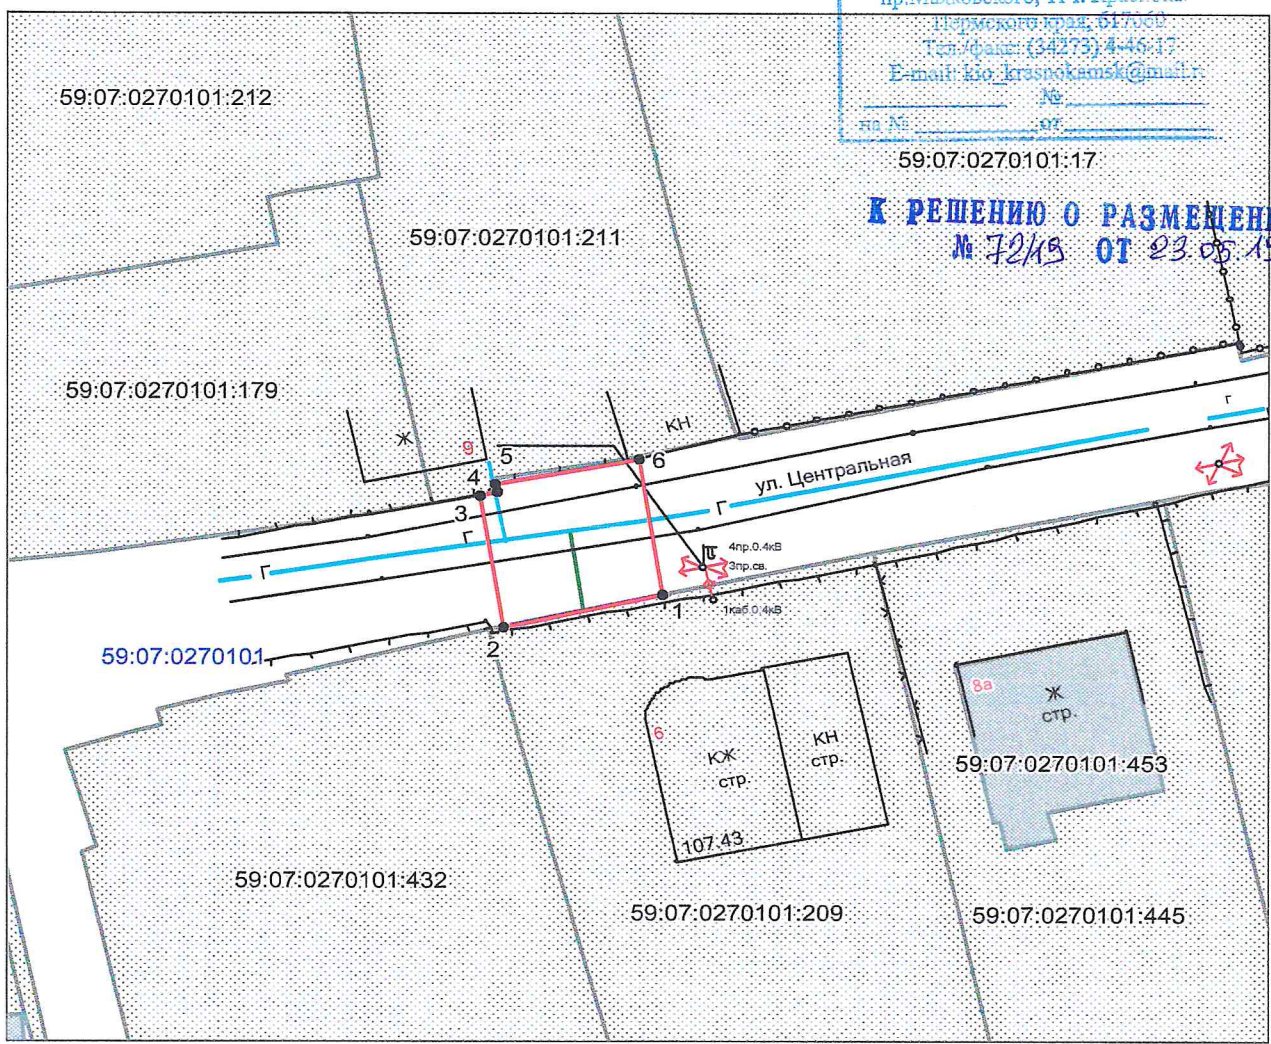 Пермского края, 617060
Тел./факс: (34273) 4-46-17
E-mail: kio_krasnokamsk@mail.r
№
на № от
59:07:0270101:212
59:07:0270101:17
К РЕШЕНИЮ О РАЗМЕЩЕНИ
№ 72/19 ОТ 23.05.19
59:07:0270101:211
59:07:0270101:179
Ж
9
КН
5
6
4
3
Г
Г
Г
г
ул. Центральная
4пр.0.4кВ
3пр.св.
1каб.0,4кВ
1
2
59:07:0270101
8а
Ж
стр.
6
КЖ
стр.
КН
стр.
59:07:0270101:453
107.43
59:07:0270101:432
59:07:0270101:209
59:07:0270101:445